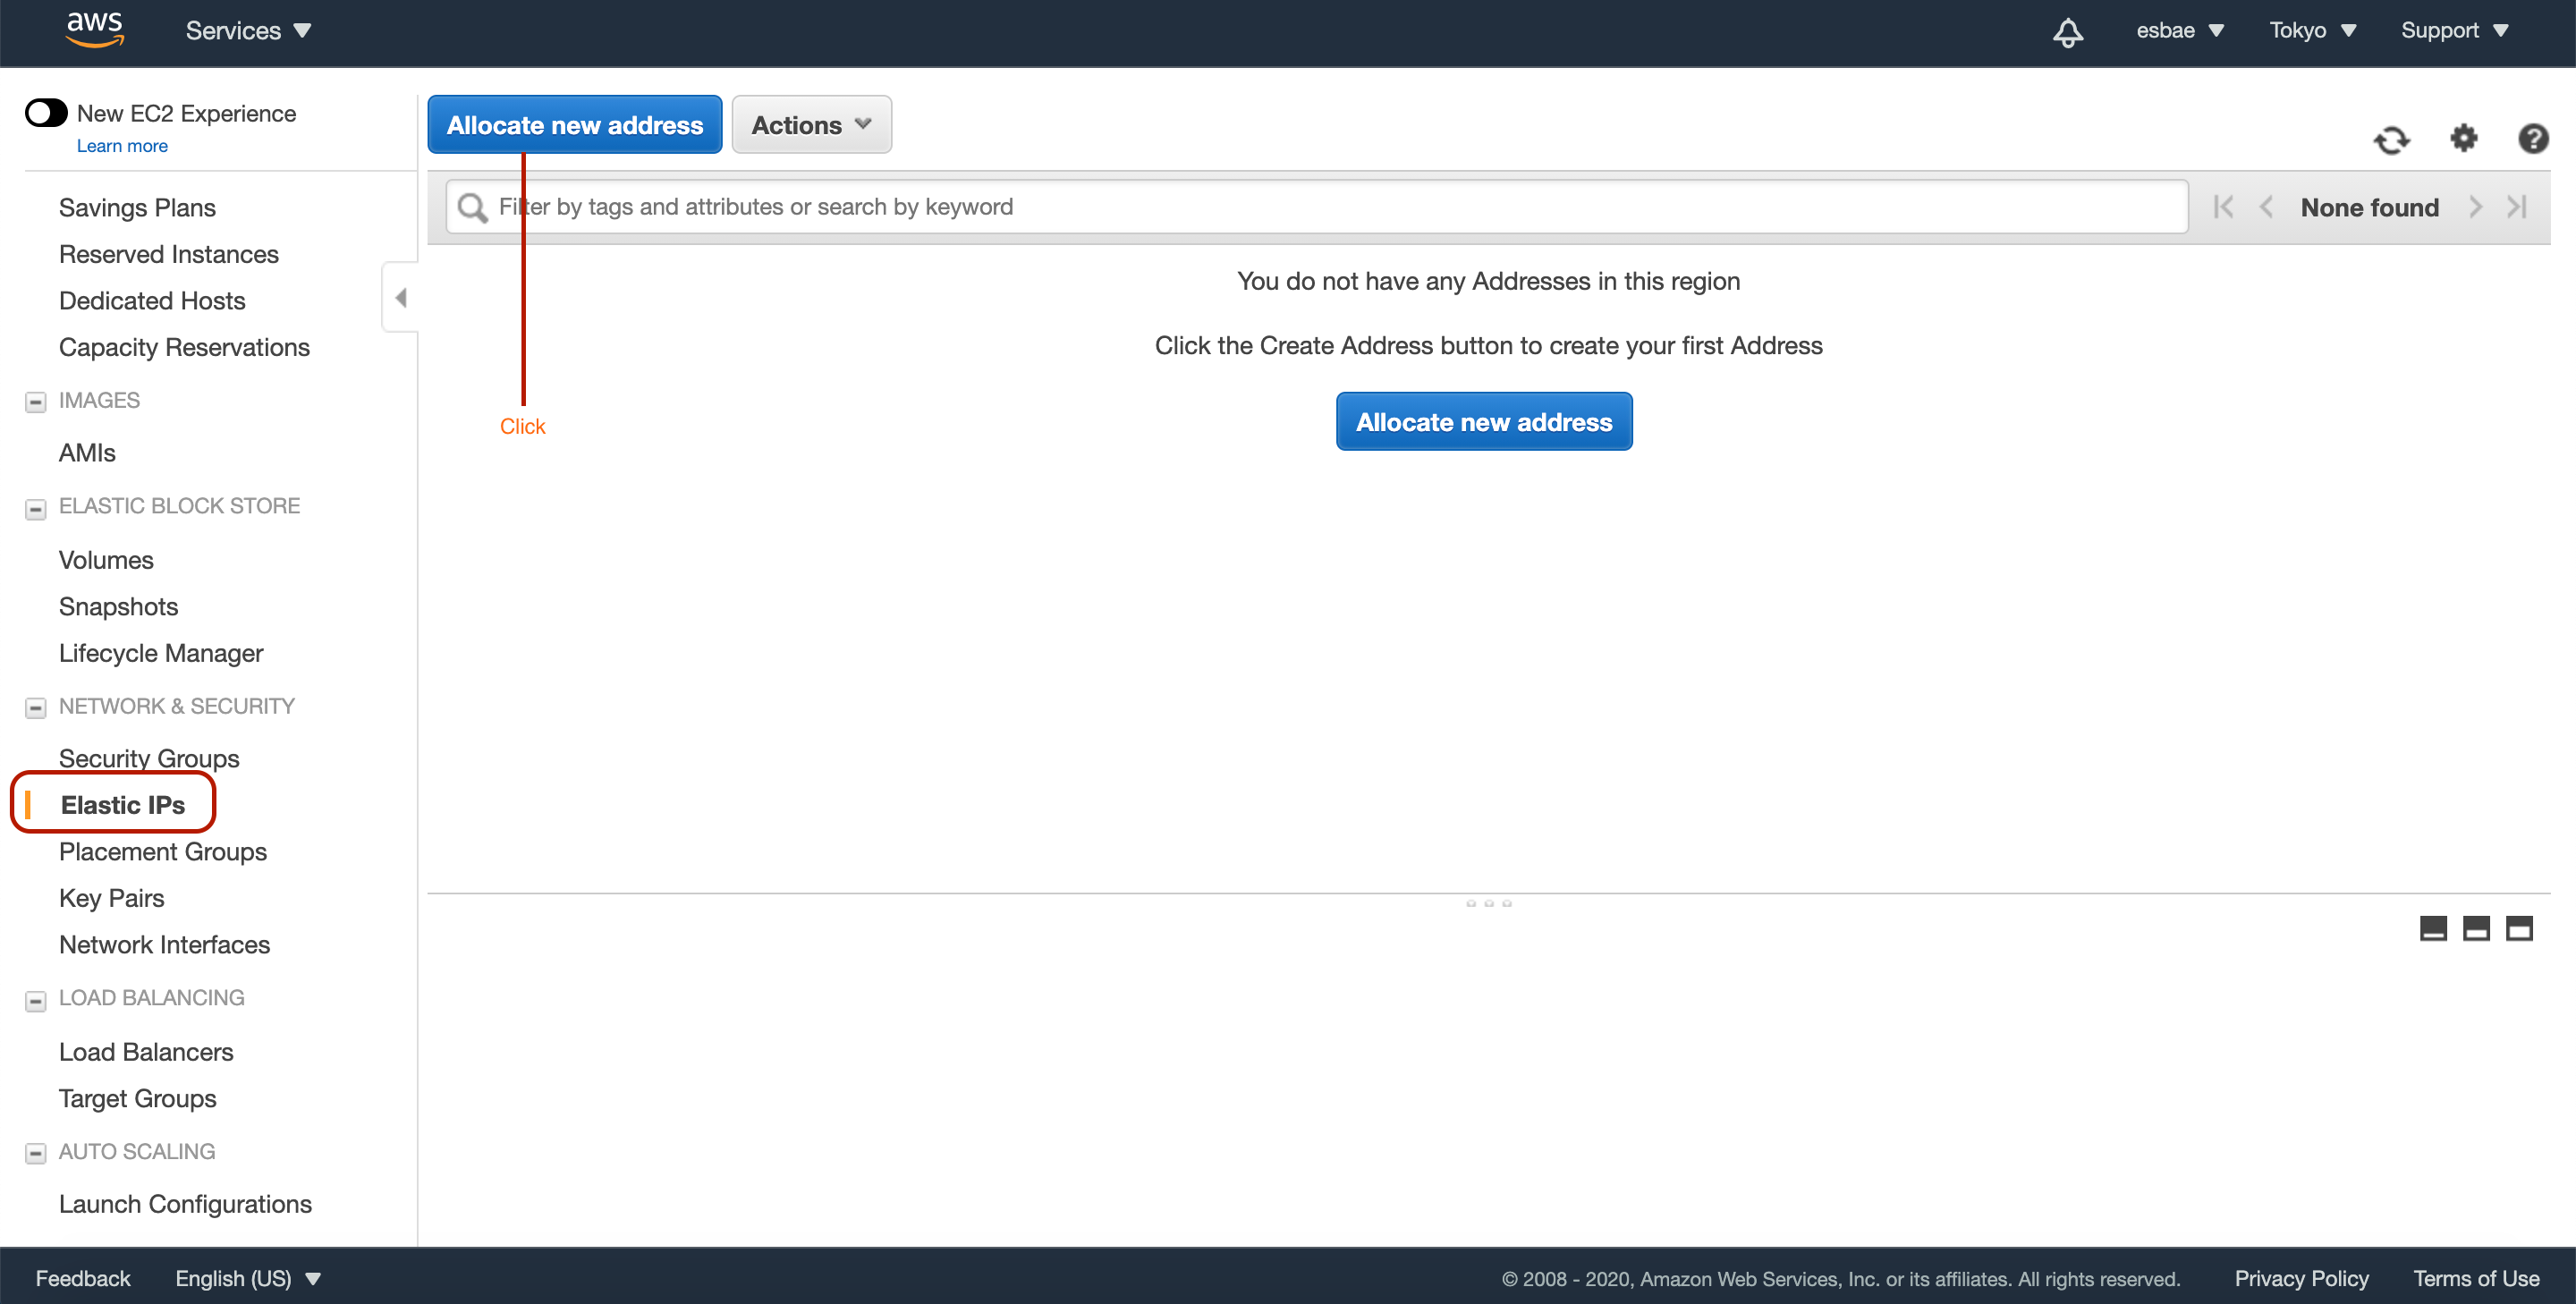 aws
Services
esbae
Tokyo
Support
New EC2 Experience
Learn more
Savings Plans
Reserved Instances
Dedicated Hosts
Capacity Reservations
IMAGES
AMIs
ELASTIC BLOCK STORE
Volumes
Snapshots
Lifecycle Manager
NETWORK & SECURITY
Security Groups
Elastic IPs
Placement Groups
Key Pairs
Network Interfaces
LOAD BALANCING
Load Balancers
Target Groups
AUTO SCALING
Launch Configurations
Allocate new address
Actions
Filter by tags and attributes or search by keyword
None found
You do not have any Addresses in this region
Click the Create Address button to create your first Address
Allocate new address
Click
Feedback
English (US)
© 2008 - 2020, Amazon Web Services, Inc. or its affiliates. All rights reserved.
Privacy Policy
Terms of Use